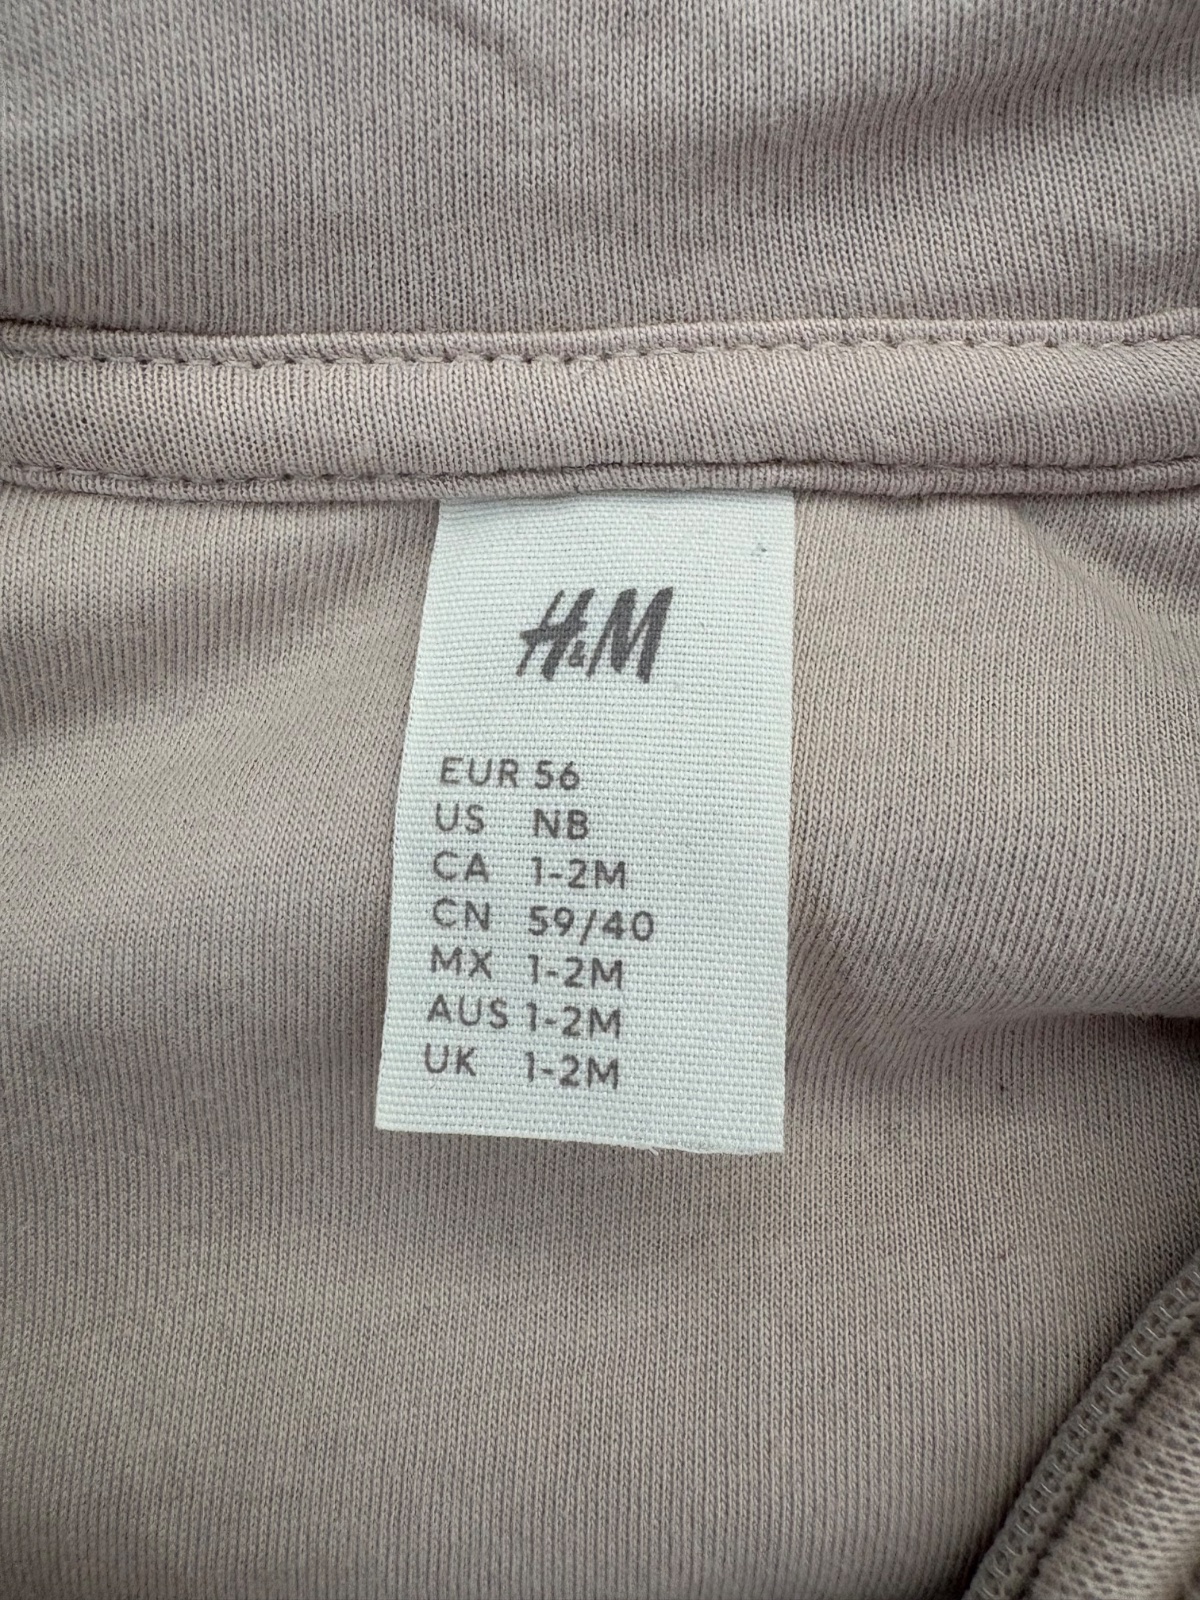 H&M
EUR 56
US NB
CA 1-2M
CN 59/40
MX 1-2M
AUS 1-2M
UK 1-2M